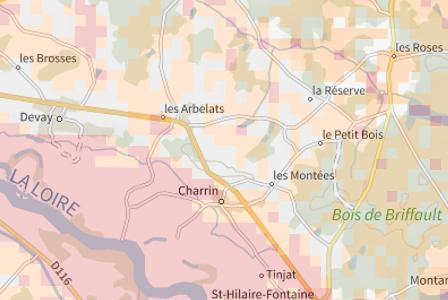 les Roses
les Brosses
la Réserve
les Arbelats
Devay
le Petit Bois
les Montées
LA LOIRE
Charrin
Bois de Briffault
D116
Tinjat
Montar
St-Hilaire-Fontaine